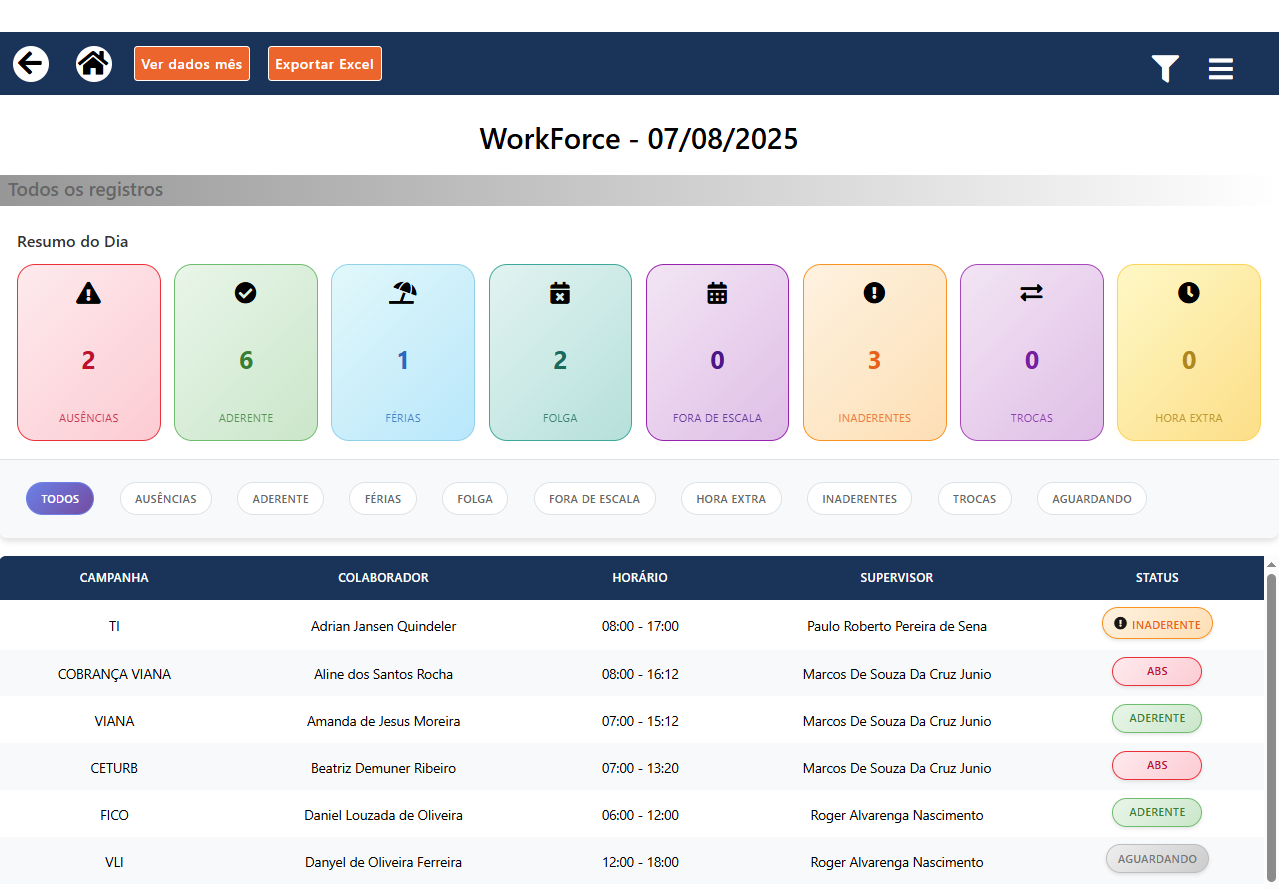 Ver dados mês Exportar Excel
WorkForce - 07/08/2025
Todos os registros
Resumo do Dia
2 6 1 2 0 3 0 0
AUSÊNCIAS ADERENTE FÉRIAS FOLGA FORA DE ESCALA INADERENTES TROCAS HORA EXTRA
TODOS AUSÊNCIAS ADERENTE FÉRIAS FOLGA FORA DE ESCALA HORA EXTRA INADERENTES TROCAS AGUARDANDO
CAMPANHA COLABORADOR HORÁRIO SUPERVISOR STATUS
TI Adrian Jansen Quindeler 08:00 - 17:00 Paulo Roberto Pereira de Sena INADERENTE
COBRANÇA VIANA Aline dos Santos Rocha 08:00 - 16:12 Marcos De Souza Da Cruz Junio ABS
VIANA Amanda de Jesus Moreira 07:00 - 15:12 Marcos De Souza Da Cruz Junio ADERENTE
CETURB Beatriz Demuner Ribeiro 07:00 - 13:20 Marcos De Souza Da Cruz Junio ABS
FICO Daniel Louzada de Oliveira 06:00 - 12:00 Roger Alvarenga Nascimento ADERENTE
VLI Danyel de Oliveira Ferreira 12:00 - 18:00 Roger Alvarenga Nascimento AGUARDANDO